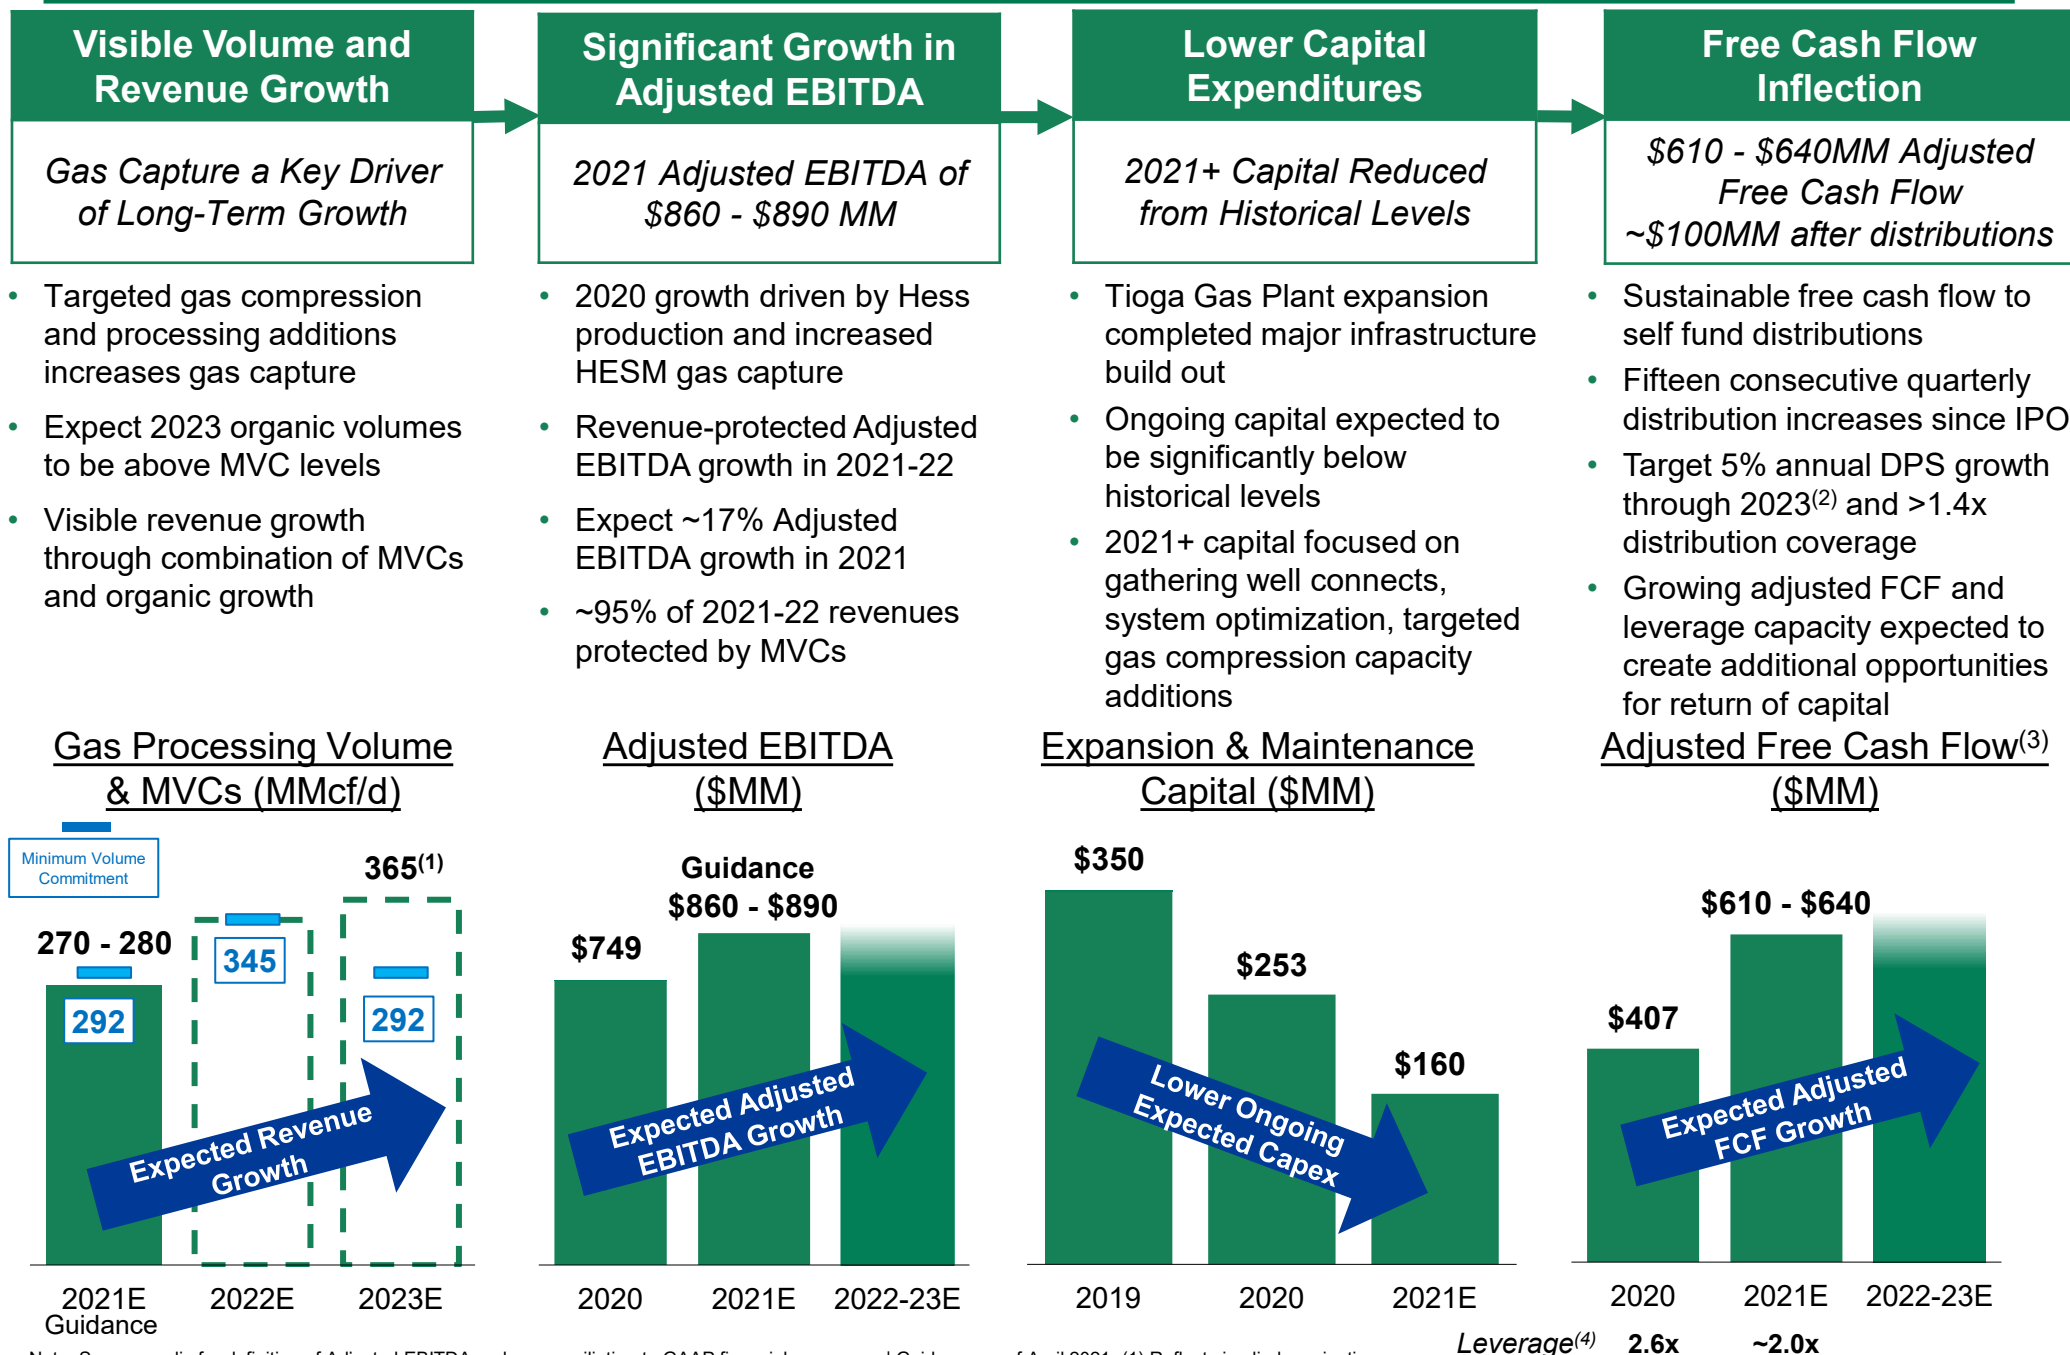 Visible Volume and
Revenue Growth
Gas Capture a Key Driver
of Long-Term Growth
• Targeted gas compression
and processing additions
increases gas capture
• Expect 2023 organic volumes
to be above MVC levels
• Visible revenue growth
through combination of MVCs
and organic growth
Significant Growth in
Adjusted EBITDA
2021 Adjusted EBITDA of
$860 - $890 MM
• 2020 growth driven by Hess
production and increased
HESM gas capture
• Revenue-protected Adjusted
EBITDA growth in 2021-22
• Expect ~17% Adjusted
EBITDA growth in 2021
• ~95% of 2021-22 revenues
protected by MVCs
Lower Capital
Expenditures
2021+ Capital Reduced
from Historical Levels
• Tioga Gas Plant expansion
completed major infrastructure
build out
• Ongoing capital expected to
be significantly below
historical levels
• 2021+ capital focused on
gathering well connects,
system optimization, targeted
gas compression capacity
additions
Free Cash Flow
Inflection
$610 - $640MM Adjusted
Free Cash Flow
~$100MM after distributions
• Sustainable free cash flow to
self fund distributions
• Fifteen consecutive quarterly
distribution increases since IPO
• Target 5% annual DPS growth
through 2023(2) and >1.4x
distribution coverage
• Growing adjusted FCF and
leverage capacity expected to
create additional opportunities
for return of capital
Gas Processing Volume
& MVCs (MMcf/d)
Minimum Volume
Commitment
365(1)
270 - 280
345
292
292
Expected Revenue
Growth
2021E
Guidance
2022E
2023E
Adjusted EBITDA
($MM)
Guidance
$860 - $890
$749
Expected Adjusted
EBITDA Growth
2020
2021E
2022-23E
Expansion & Maintenance
Capital ($MM)
$350
$253
$160
Lower Ongoing
Expected Capex
2019
2020
2021E
Adjusted Free Cash Flow(3)
($MM)
$610 - $640
$407
Expected Adjusted
FCF Growth
2020
2021E
2022-23E
Leverage(4) 2.6x ~2.0x